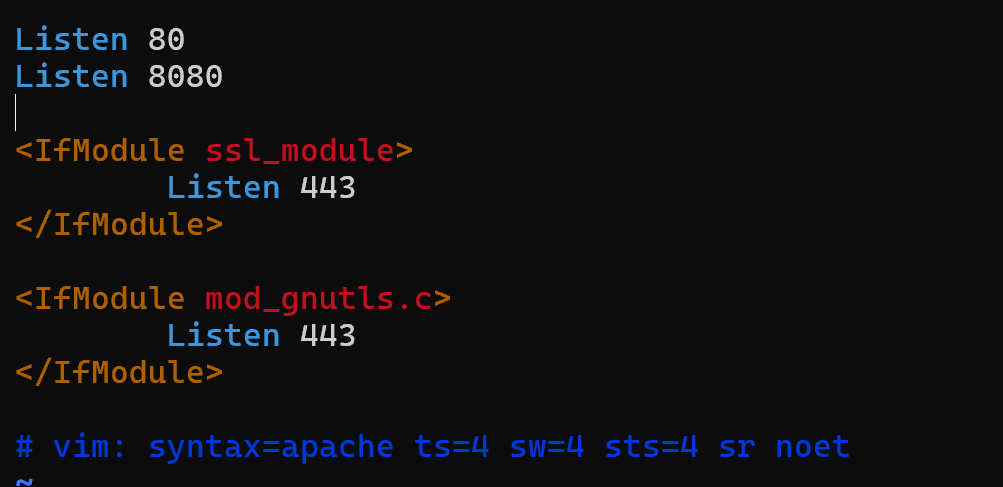 Listen 80
Listen 8080
<IfModule ssl_module>
Listen 443
</IfModule>
<IfModule mod_gnutls.c>
Listen 443
</IfModule>
# vim: syntax=apache ts=4 sw=4 sts=4 sr noet
~